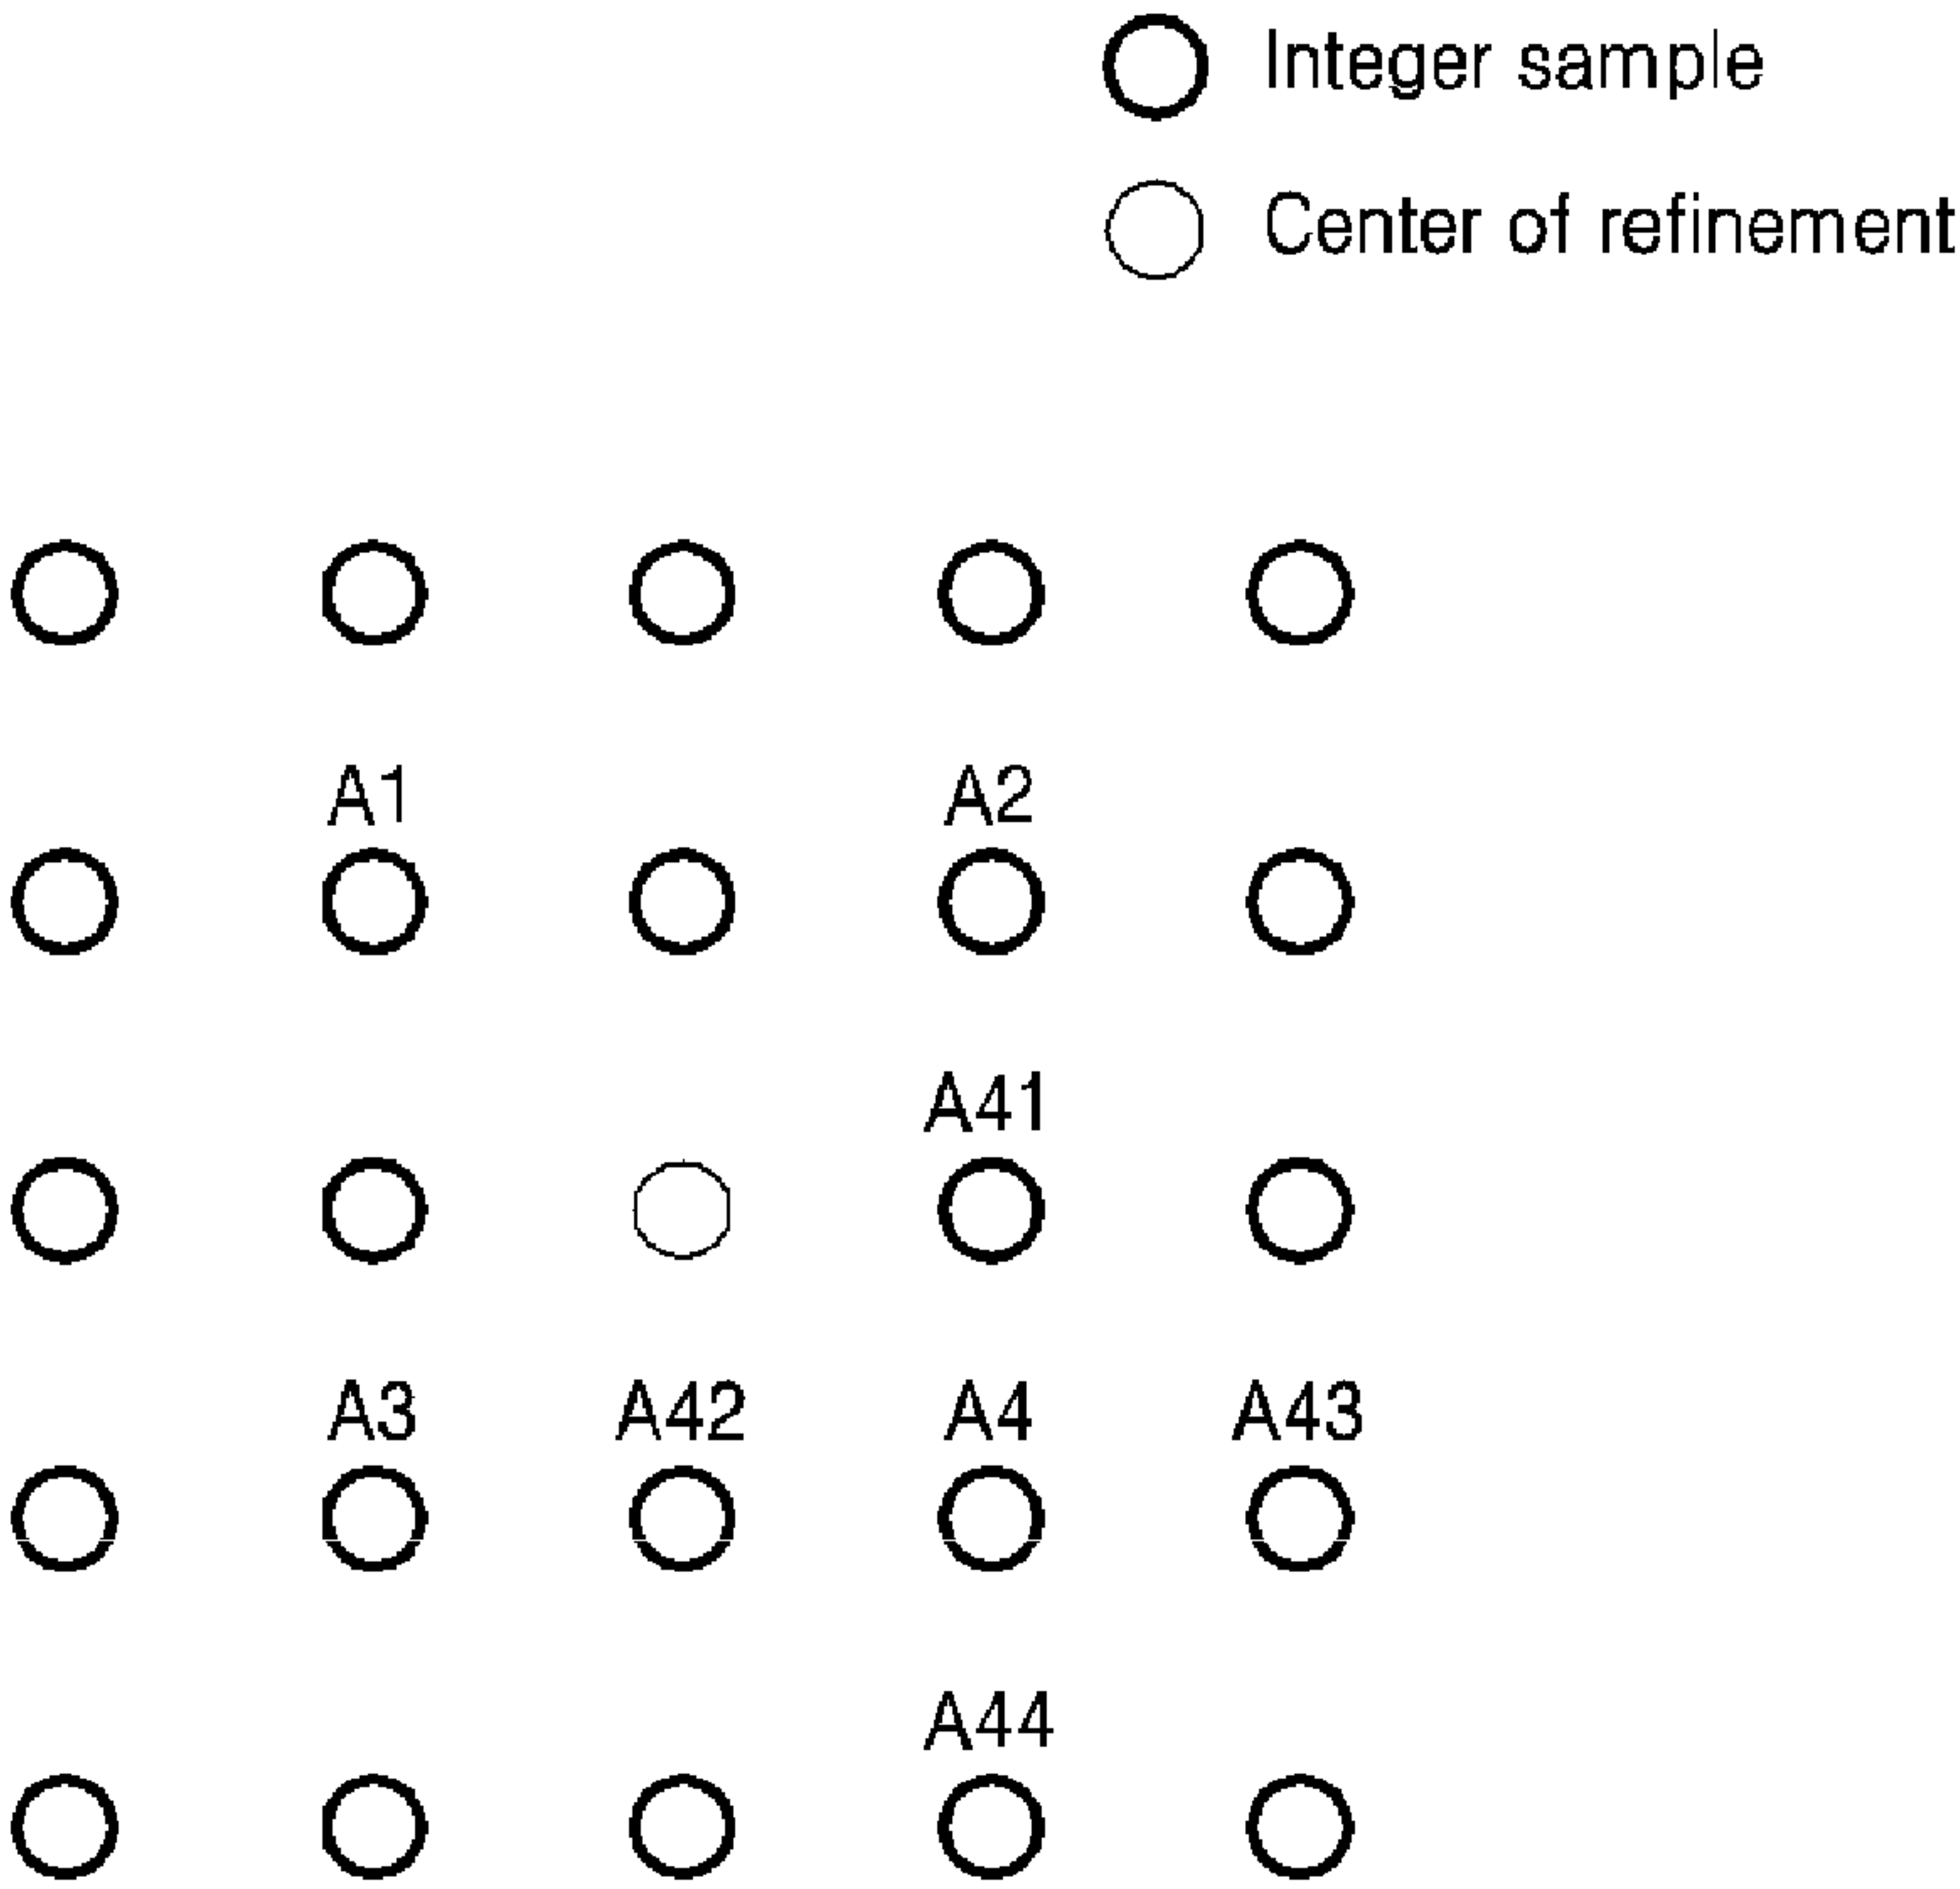 Integer sample
Center of refinement
A1 A2
A41
A3 A42 A4 A43
A44